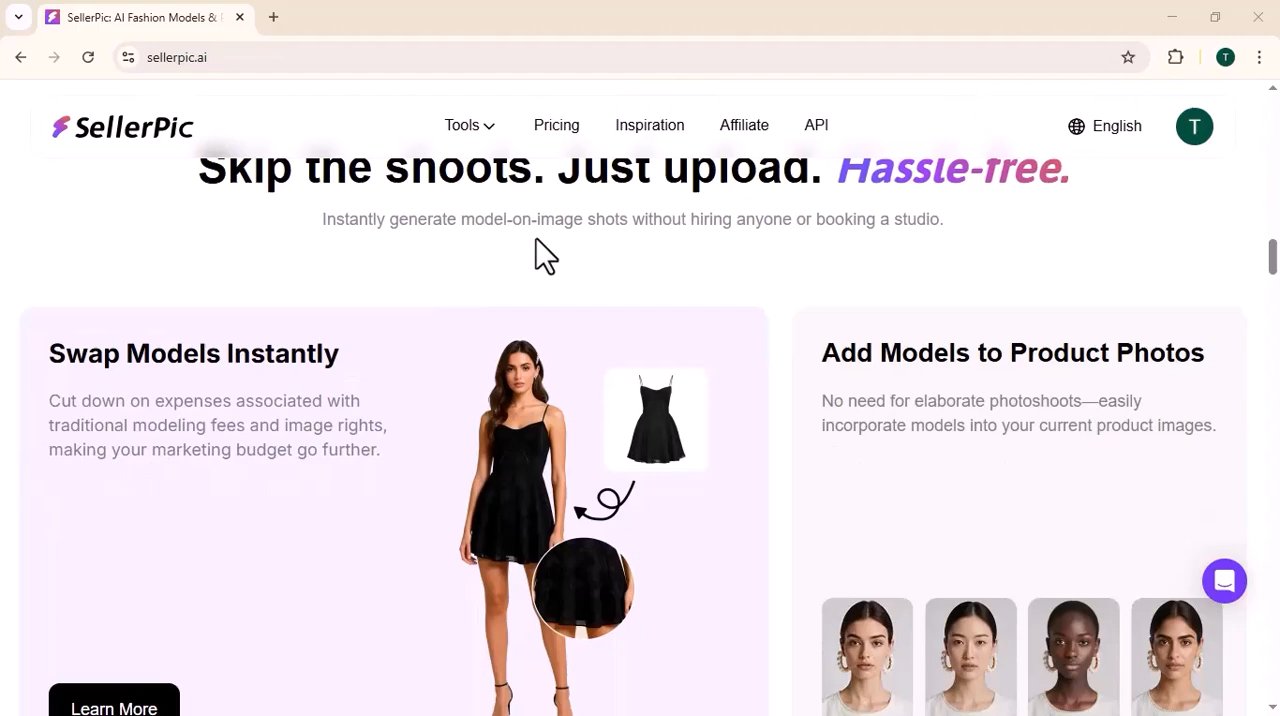 SellerPic: AI Fashion Models &
sellerpic.ai
T
SellerPic
Tools
Pricing
Inspiration
Affiliate
API
English
T
Skip the shoots. Just upload. Hassle-free.
Instantly generate model-on-image shots without hiring anyone or booking a studio.
Swap Models Instantly
Cut down on expenses associated with
traditional modeling fees and image rights,
making your marketing budget go further.
Learn More
Add Models to Product Photos
No need for elaborate photoshoots—easily
incorporate models into your current product images.